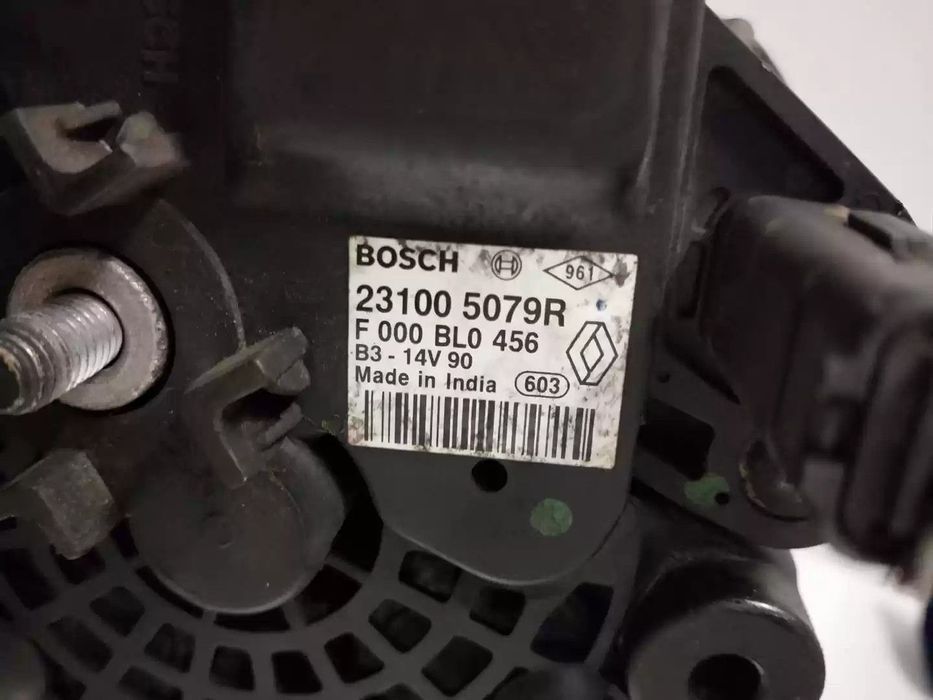 BOSCH 961
23100 5079R
F 000 BL0 456
B3 - 14V 90
Made in India 603